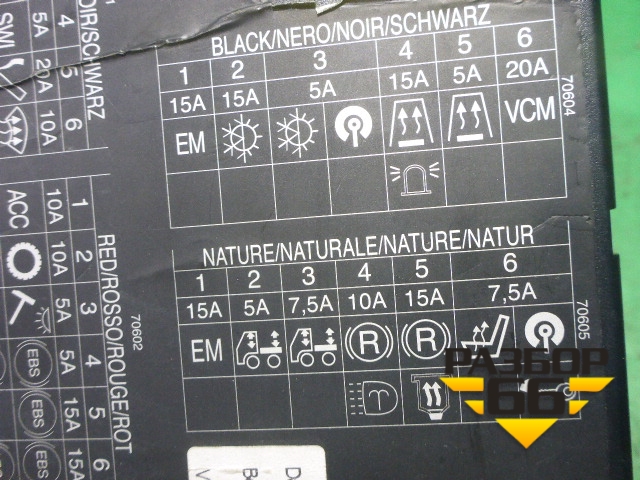 BLACK/NERO/NOIR/SCHWARZ
1 2 3 4 5 6
15A 15A 5A 15A 5A 20A
EM VCM
70604
NATURE/NATURALE/NATURE/NATUR
1 2 3 4 5 6
15A 5A 7,5A 10A 15A 7,5A
EM R R
70605
4 5 6
5A 20A 10A
SWI
RED/ROSSO/ROUGE/ROT
1 2 3 4 5 6
10A 10A 5A 5A 15A 15A
ACC EBS EBS EBS
70602
РАЗБОР
66